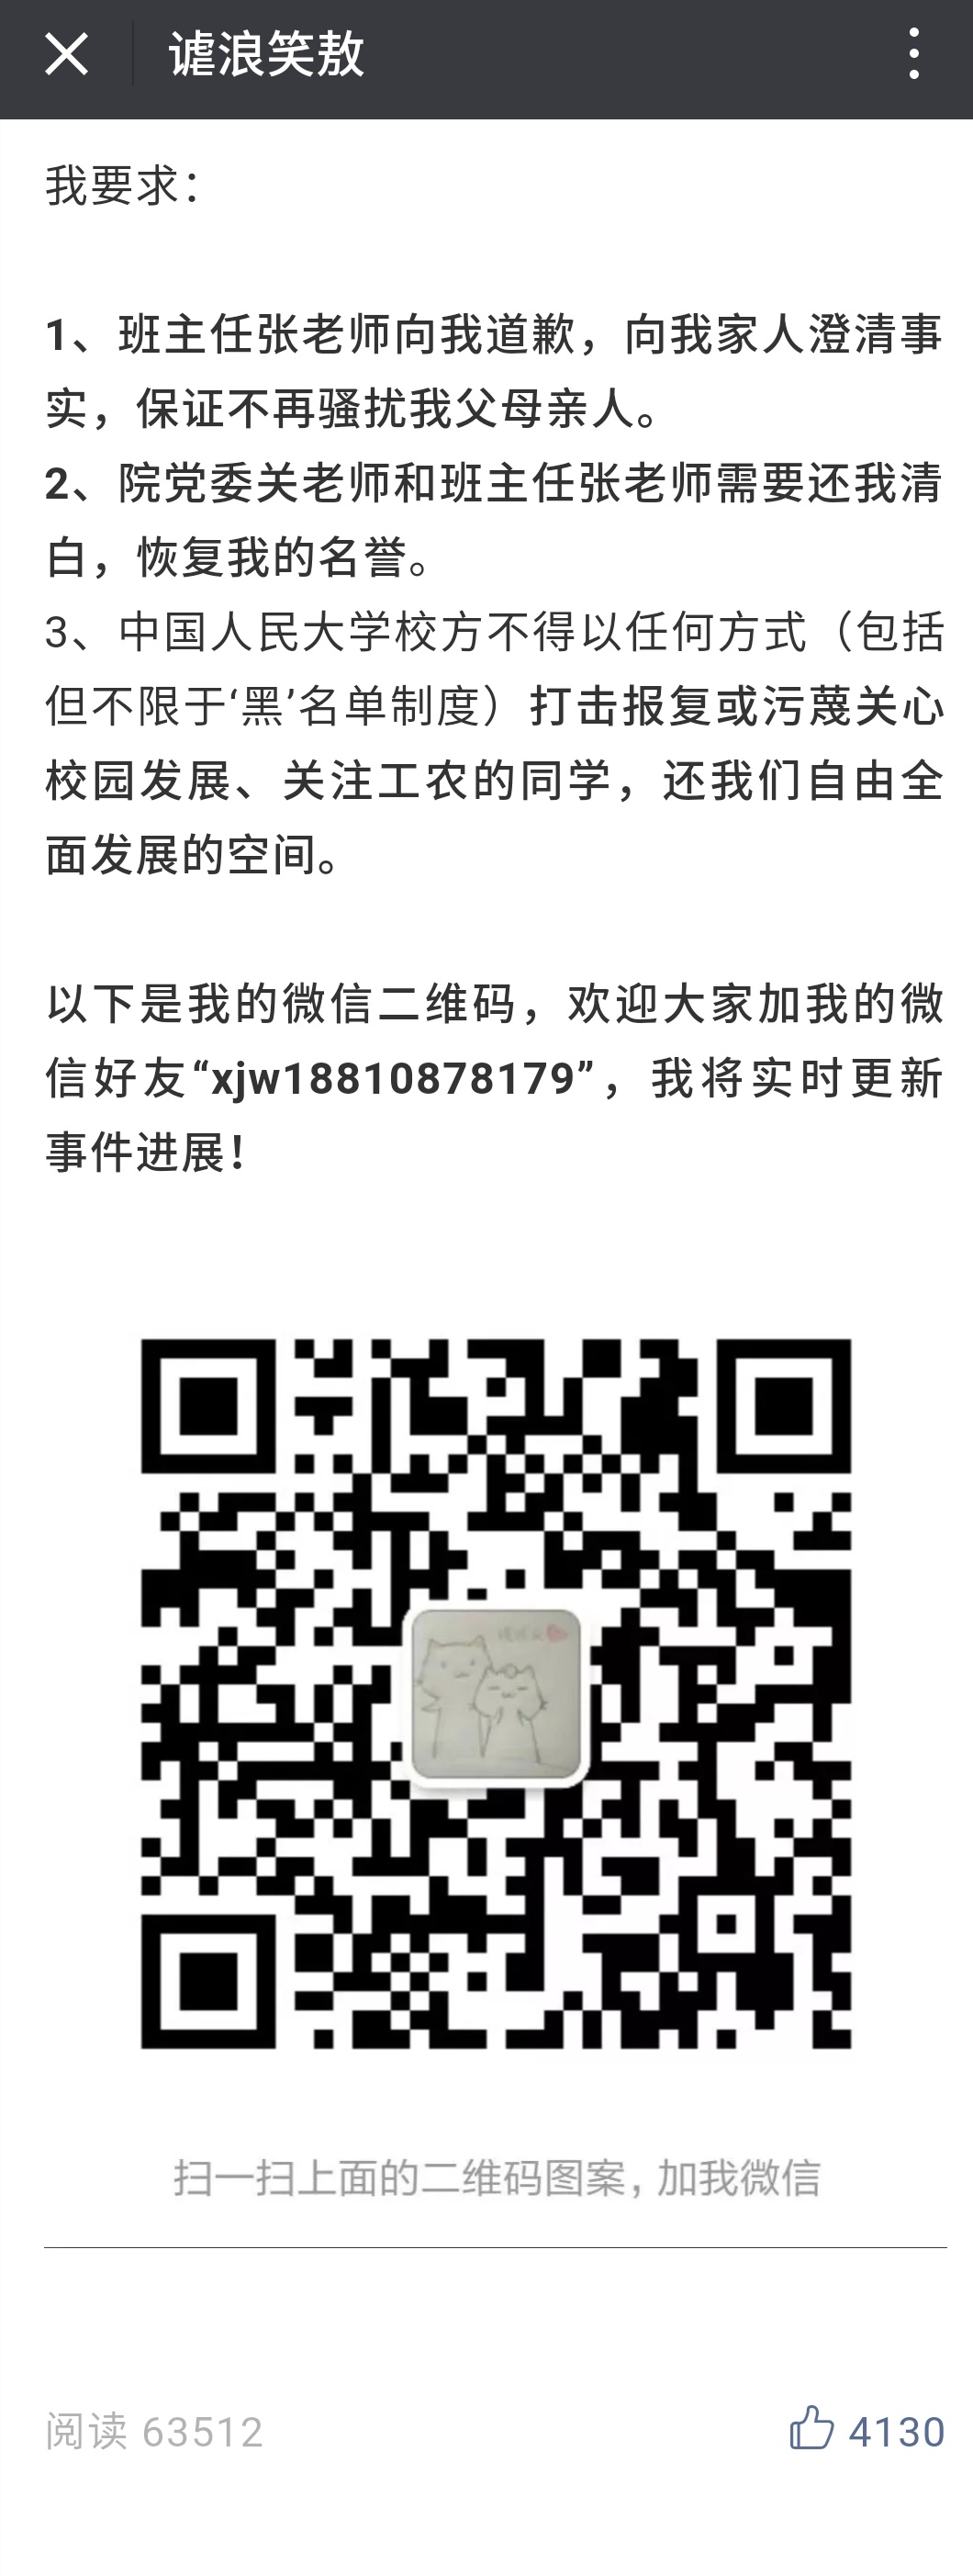 谑浪笑敖
我要求：
1、班主任张老师向我道歉，向我家人澄清事
实，保证不再骚扰我父母亲人。
2、院党委关老师和班主任张老师需要还我清
白，恢复我的名誉。
3、中国人民大学校方不得以任何方式（包括
但不限于‘黑’名单制度）打击报复或污蔑关心
校园发展、关注工农的同学，还我们自由全
面发展的空间。
以下是我的微信二维码，欢迎大家加我的微
信好友“xjw18810878179”，我将实时更新
事件进展！
扫一扫上面的二维码图案，加我微信
阅读 63512
4130